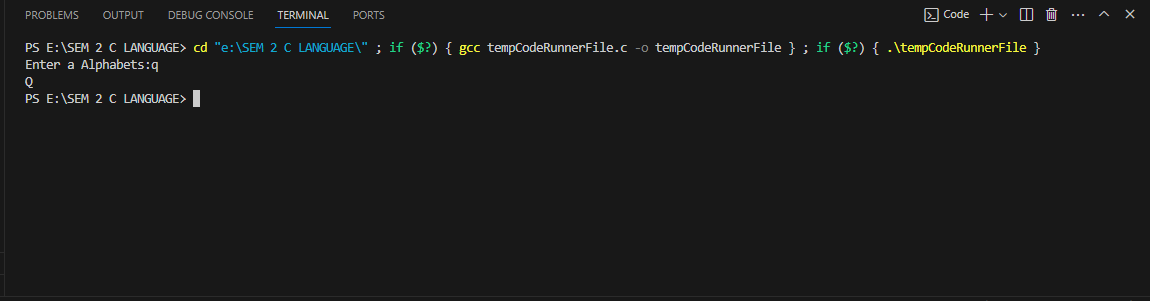 PROBLEMS OUTPUT DEBUG CONSOLE TERMINAL PORTS Code
PS E:\SEM 2 C LANGUAGE> cd "e:\SEM 2 C LANGUAGE\" ; if ($?) { gcc tempCodeRunnerFile.c -o tempCodeRunnerFile } ; if ($?) { .\tempCodeRunnerFile }
Enter a Alphabets:q
Q
PS E:\SEM 2 C LANGUAGE>